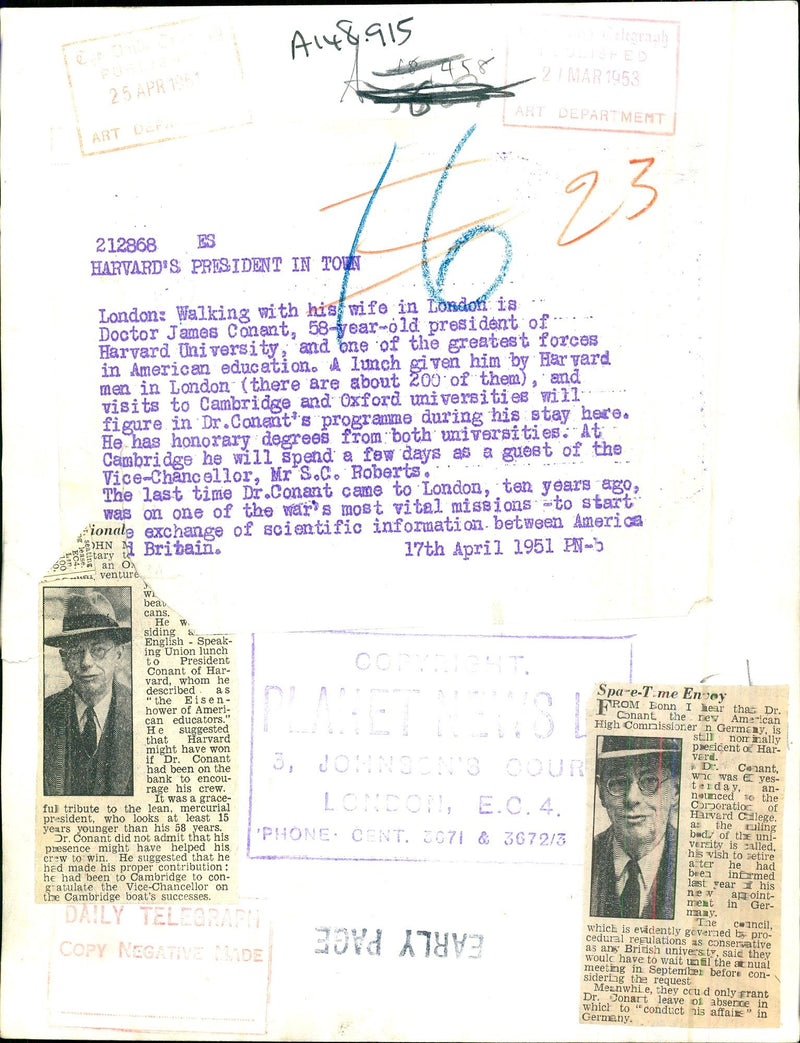 A148.915
25 APR 1951
ART
Telegraph
PUBLISHED
21 MAR 1953
ART DEPARTMENT
16
23
212868 ES
HARVARD'S PRESIDENT IN TOWN
London: Walking with his wife in London is
Doctor James Conant, 58-year-old president of
Harvard University, and one of the greatest forces
in American education. A lunch given him by Harvard
men in London (there are about 200 of them), and
visits to Cambridge and Oxford universities will
figure in Dr.Conant's programme during his stay here.
He has honorary degrees from both universities. At
Cambridge he will spend a few days as a guest of the
Vice-Chancellor, Mr S.C. Roberts.
The last time Dr.Conant came to London, ten years ago,
was on one of the war's most vital missions -to start
exchange of scientific information between America
Britain. 17th April 1951 PN-b
OHN
tary
an
venture
beat
cans.
He w
siding
English - Speak-
ing Union lunch
to President
Conant of Har-
vard, whom he
described as
"the Eisen-
hower of Ameri-
can educators."
He suggested
that Harvard
might have won
if Dr. Conant
had been on the
bank to encou-
rage his crew.
It was a grace-
ful tribute to the lean, mercurial
president, who looks at least 15
years younger than his 58 years.
Dr. Conant did not admit that his
presence might have helped his
crew to win. He suggested that he
had made his proper contribution:
he had been to Cambridge to con-
gratulate the Vice-Chancellor on
the Cambridge boat's successes.
COPYRIGHT.
PLANET NEWS L
3, JOHNSON'S COUR
LONDON, E.C.4.
'PHONE: CENT. 3671 & 3672/3
DAILY TELEGRAPH
COPY NEGATIVE MADE
EARLY PAGE
Spare-Time Envoy
FROM Bonn I hear that Dr.
Conant, the new American
High Commissioner in Germany, is
still nominally
president of Har-
vard.
Dr. Conant,
who was 60 yes-
terday, an-
nounced to the
Corporation of
Harvard College,
as the ruling
body of the uni-
versity is called,
his wish to retire
after he had
been informed
last year of his
new appoint-
ment in Ger-
many.
The council,
which is evidently governed by pro-
cedural regulations as conservative
as any British university, said they
would have to wait until the annual
meeting in September before con-
sidering the request.
Meanwhile, they could only grant
Dr. Conant leave of absence in
which to "conduct his affairs" in
Germany.